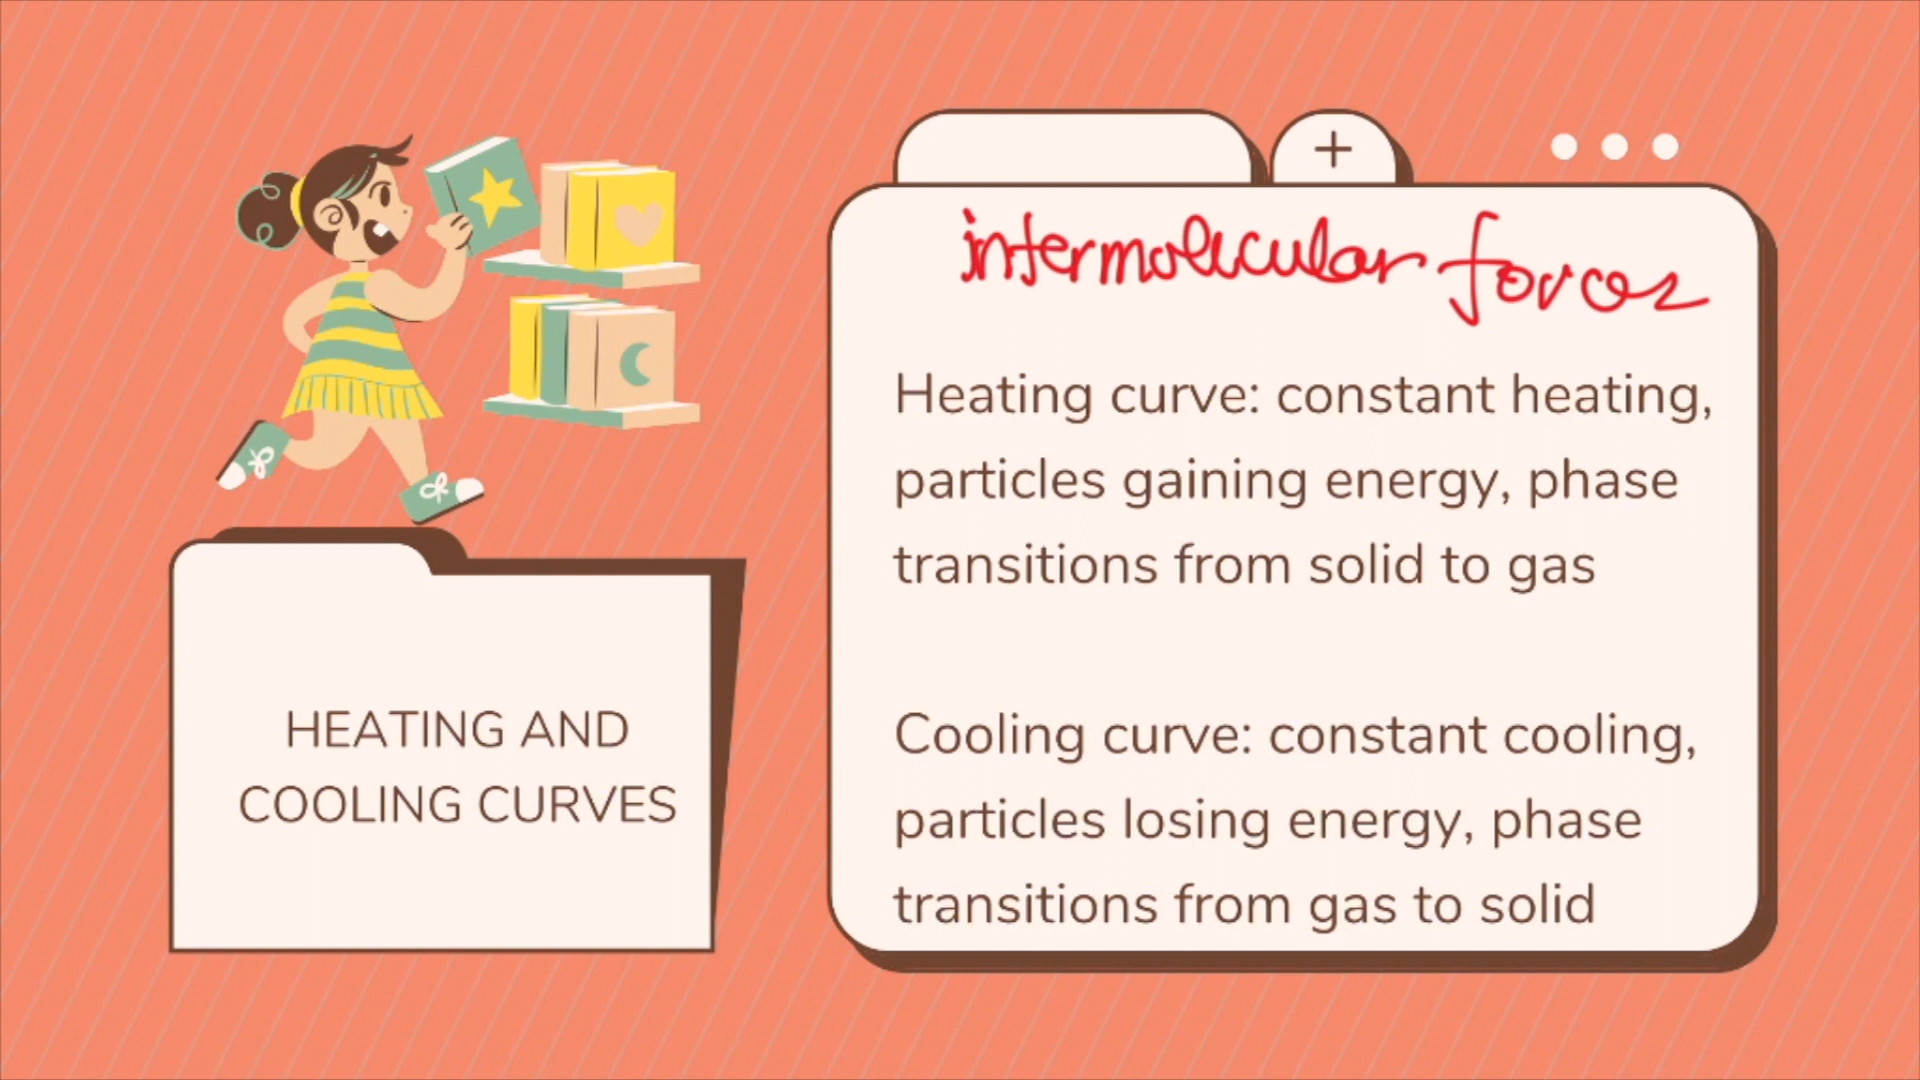 HEATING AND
COOLING CURVES
+
intermolecular forces
Heating curve: constant heating,
particles gaining energy, phase
transitions from solid to gas
Cooling curve: constant cooling,
particles losing energy, phase
transitions from gas to solid